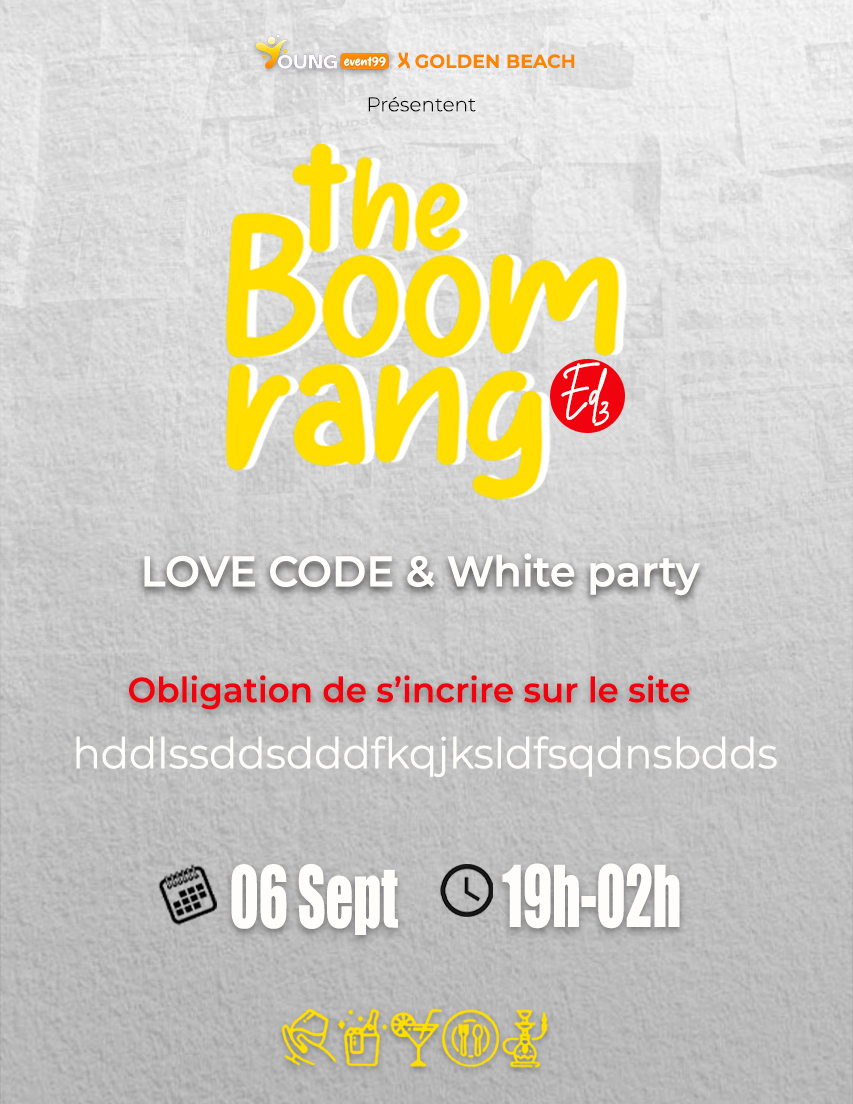 YOUNG event99 X GOLDEN BEACH
Présentent
the
Boom
rang
Ed3
LOVE CODE & White party
Obligation de s’incrire sur le site
hddlssddsdddfkqjksldfsqdnsbdds
06 Sept 19h-02h